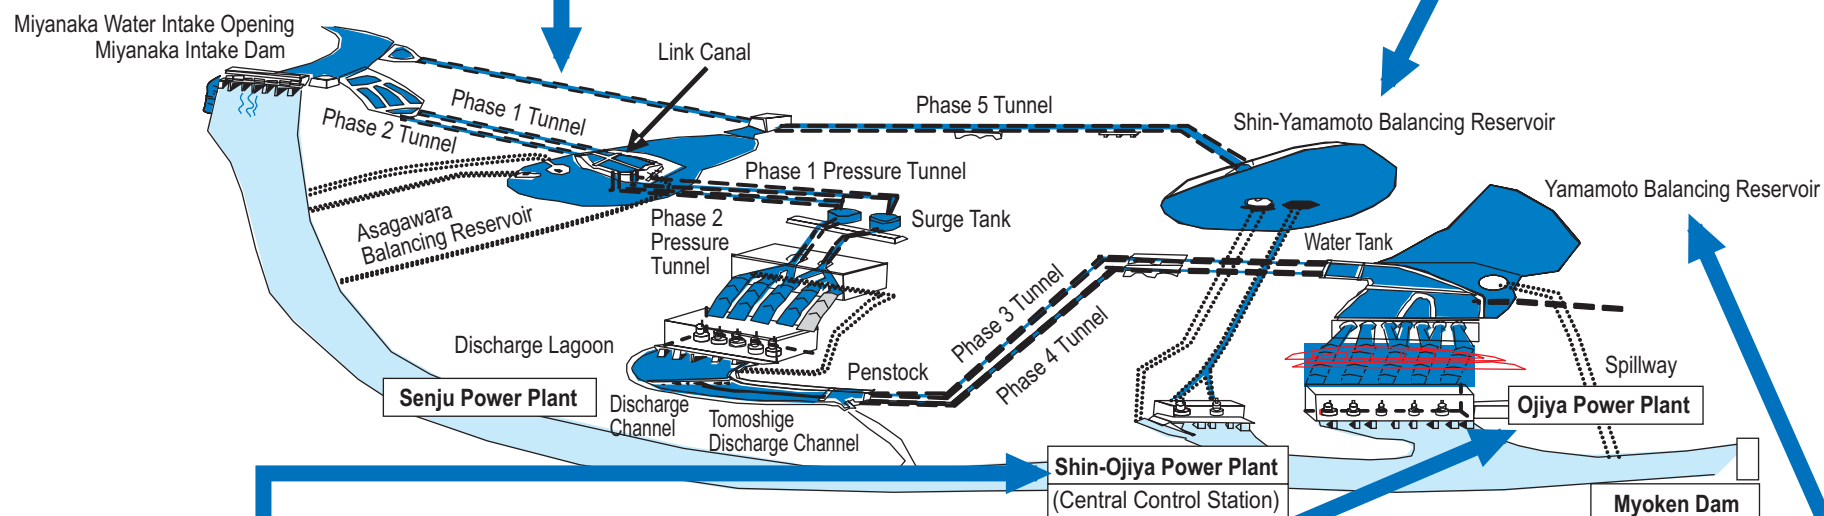 Miyanaka Water Intake Opening
Miyanaka Intake Dam
Link Canal
Phase 1 Tunnel
Phase 2 Tunnel
Phase 5 Tunnel
Shin-Yamamoto Balancing Reservoir
Phase 1 Pressure Tunnel
Yamamoto Balancing Reservoir
Asagawara
Balancing Reservoir
Phase 2
Pressure
Tunnel
Surge Tank
Water Tank
Phase 3 Tunnel
Phase 4 Tunnel
Discharge Lagoon
Penstock
Spillway
Senju Power Plant
Discharge
Channel
Tomoshige
Discharge Channel
Ojiya Power Plant
Shin-Ojiya Power Plant
(Central Control Station)
Myoken Dam